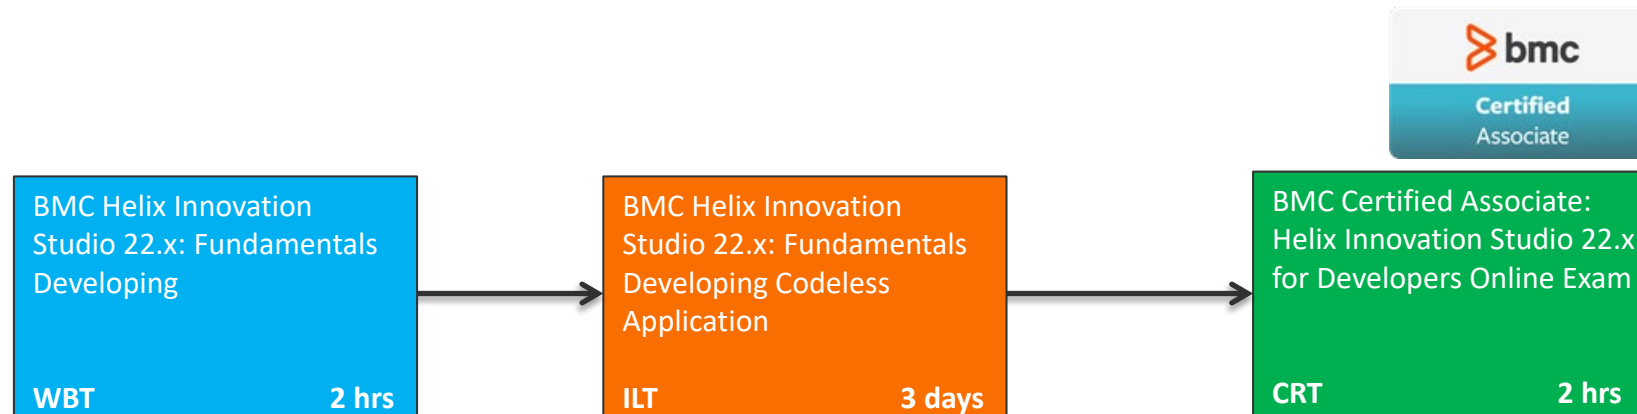 bmc
Certified
Associate
BMC Helix Innovation
Studio 22.x: Fundamentals
Developing
WBT 2 hrs
BMC Helix Innovation
Studio 22.x: Fundamentals
Developing Codeless
Application
ILT 3 days
BMC Certified Associate:
Helix Innovation Studio 22.x
for Developers Online Exam
CRT 2 hrs